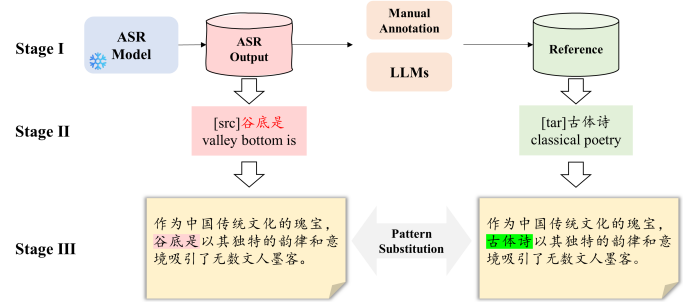 Stage I
ASR
Model
ASR
Output
Manual
Annotation
LLMs
Reference
Stage II
[src]谷底是
valley bottom is
[tar]古体诗
classical poetry
Stage III
作为中国传统文化的瑰宝，
谷底是以其独特的韵律和意
境吸引了无数文人墨客。
Pattern
Substitution
作为中国传统文化的瑰宝，
古体诗以其独特的韵律和意
境吸引了无数文人墨客。